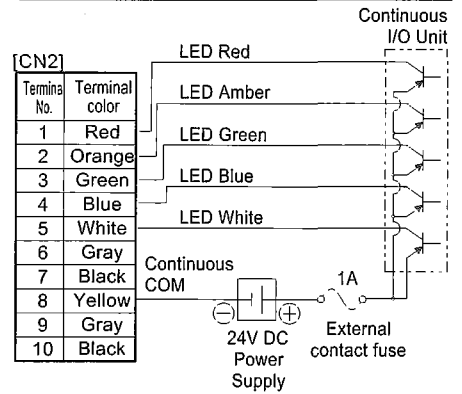 Continuous
I/O Unit
[CN2]
Termina No. Terminal color
1 Red
2 Orange
3 Green
4 Blue
5 White
6 Gray
7 Black
8 Yellow
9 Gray
10 Black
LED Red
LED Amber
LED Green
LED Blue
LED White
Continuous
COM
1A
24V DC
Power
Supply
External
contact fuse